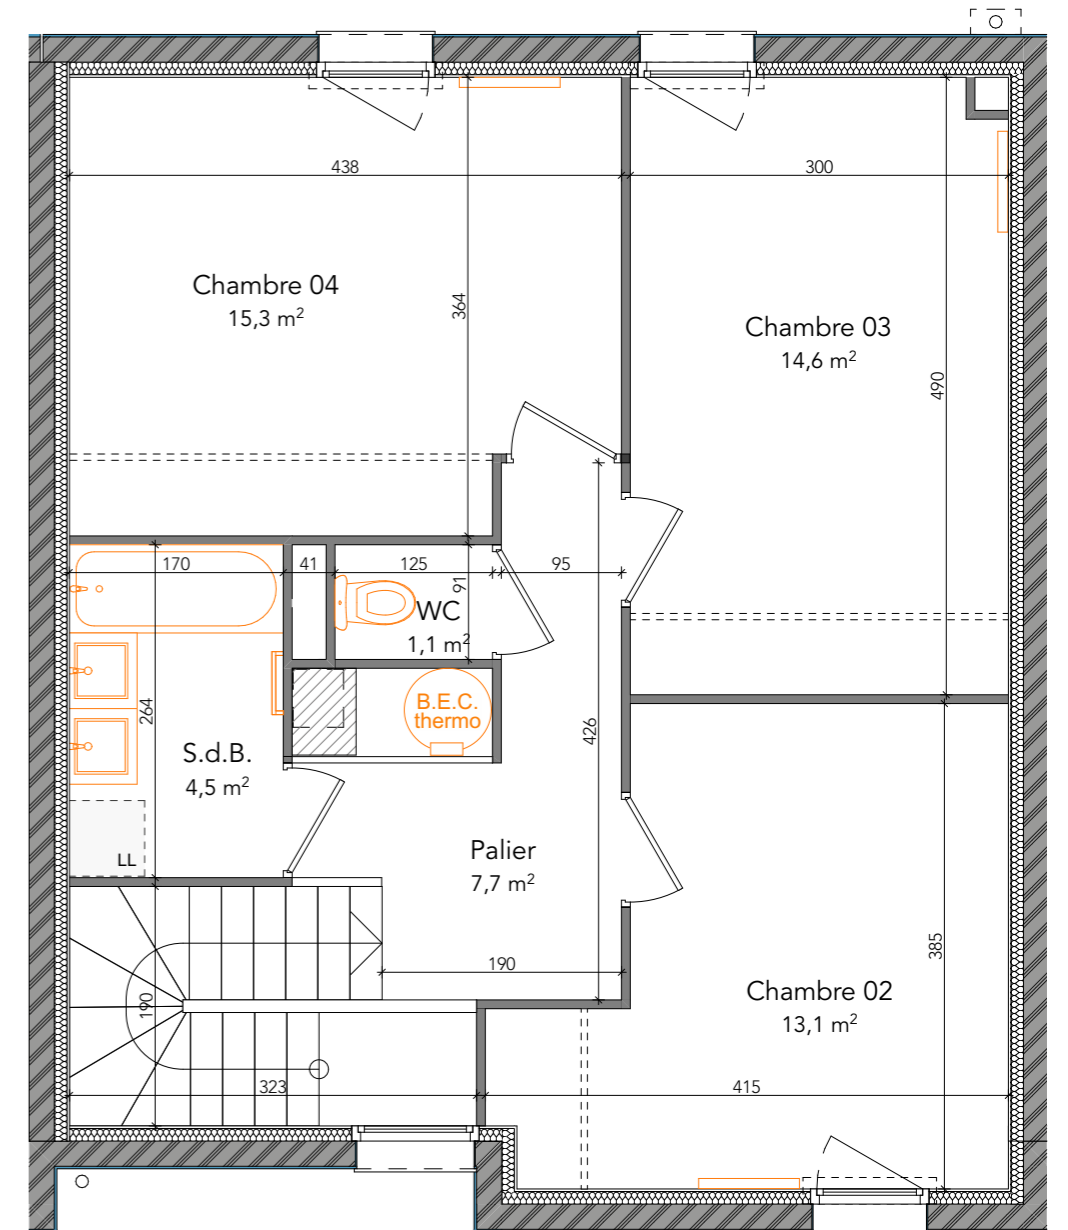 438
300
Chambre 04
15,3 m²
364
Chambre 03
14,6 m²
490
170
41
125
95
91
WC
1,1 m²
B.E.C.
thermo
264
426
S.d.B.
4,5 m²
LL
Palier
7,7 m²
385
190
190
Chambre 02
13,1 m²
323
415